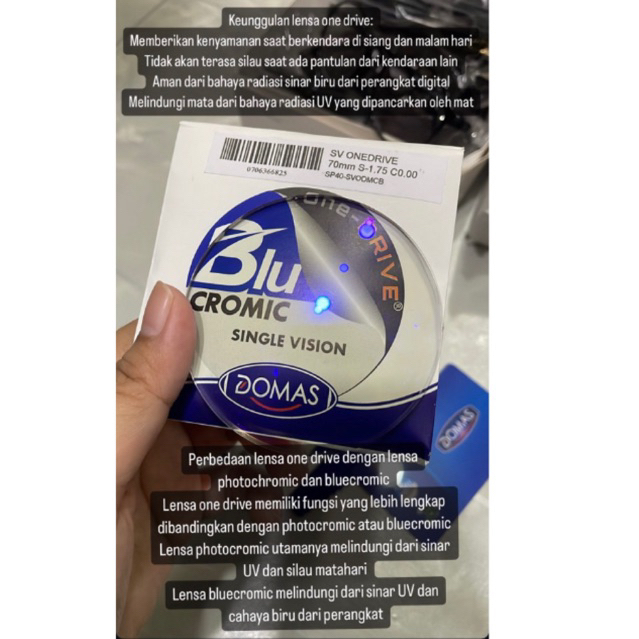 Keunggulan lensa one drive:
Memberikan kenyamanan saat berkendara di siang dan malam hari
Tidak akan terasa silau saat ada pantulan dari kendaraan lain
Aman dari bahaya radiasi sinar biru dari perangkat digital
Melindungi mata dari bahaya radiasi UV yang dipancarkan oleh mat
SV ONEDRIVE
70mm S-1.75 C0.00
SP40-SVODMCB
0706366825
One-DRIVE®
Blu
CROMIC
SINGLE VISION
DOMAS
DOMAS
Perbedaan lensa one drive dengan lensa
photochromic dan bluecromic
Lensa one drive memiliki fungsi yang lebih lengkap
dibandingkan dengan photocromic atau bluecromic
Lensa photocromic utamanya melindungi dari sinar
UV dan silau matahari
Lensa bluecromic melindungi dari sinar UV dan
cahaya biru dari perangkat